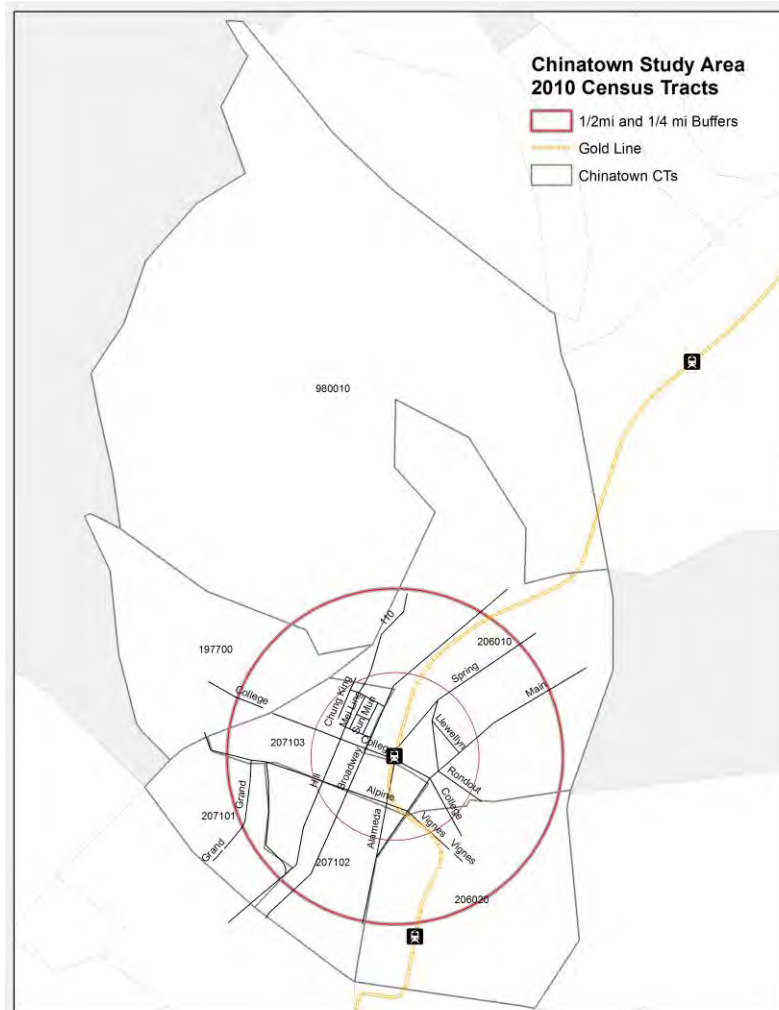 Chinatown Study Area
2010 Census Tracts
1/2mi and 1/4 mi Buffers
Gold Line
Chinatown CTs
980010
110
206010
197700
Spring
Chung King
Mei Ling
Sun Mun
Main
College
Llewellyn
207103
College
Broadway
Hill
Rondout
Grand
Alpine
College
207101
Alameda
Vignes
Vignes
Grand
207102
206020